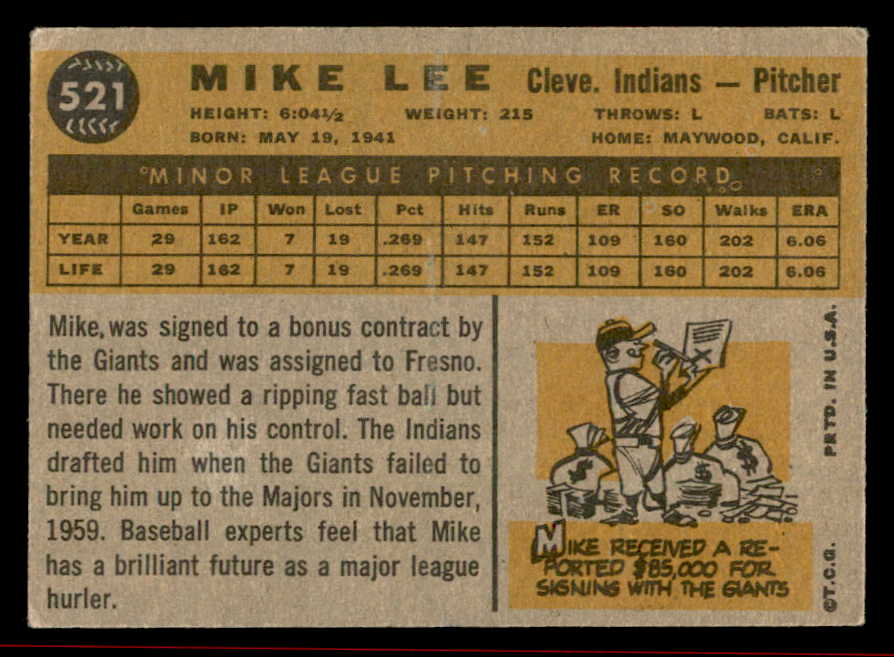 521
MIKE LEE Cleve. Indians — Pitcher
HEIGHT: 6:04½ WEIGHT: 215 THROWS: L BATS: L
BORN: MAY 19, 1941 HOME: MAYWOOD, CALIF.
MINOR LEAGUE PITCHING RECORD
Games IP Won Lost Pct Hits Runs ER SO Walks ERA
YEAR 29 162 7 19 .269 147 152 109 160 202 6.06
LIFE 29 162 7 19 .269 147 152 109 160 202 6.06
Mike, was signed to a bonus contract by
the Giants and was assigned to Fresno.
There he showed a ripping fast ball but
needed work on his control. The Indians
drafted him when the Giants failed to
bring him up to the Majors in November,
1959. Baseball experts feel that Mike
has a brilliant future as a major league
hurler.
X
$ $ $
MIKE RECEIVED A RE-
PORTED $85,000 FOR
SIGNING WITH THE GIANTS
©T.C.G. PRTD. IN U.S.A.